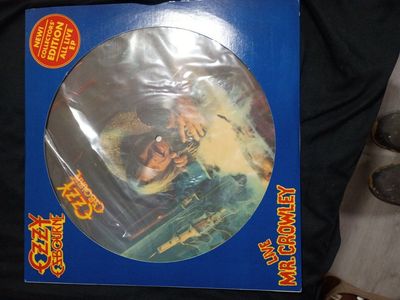 NEW!
COLLECTORS'
EDITION
ALL LIVE
EP
OZZY
OSBOURNE
OZZY
OSBOURNE
LIVE
MR. CROWLEY